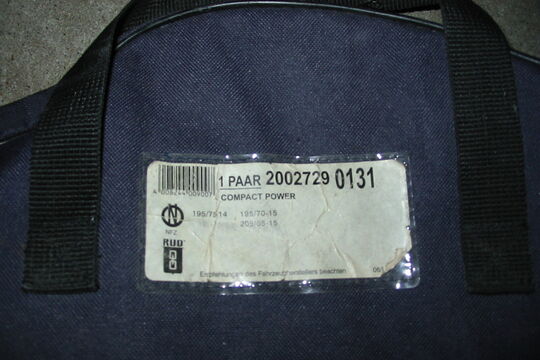 1 PAAR 2002729 0131
COMPACT POWER
N 195/75-14 195/70-15
NFZ 205/65-15
RUD
Empfehlungen des Fahrzeugherstellers beachten